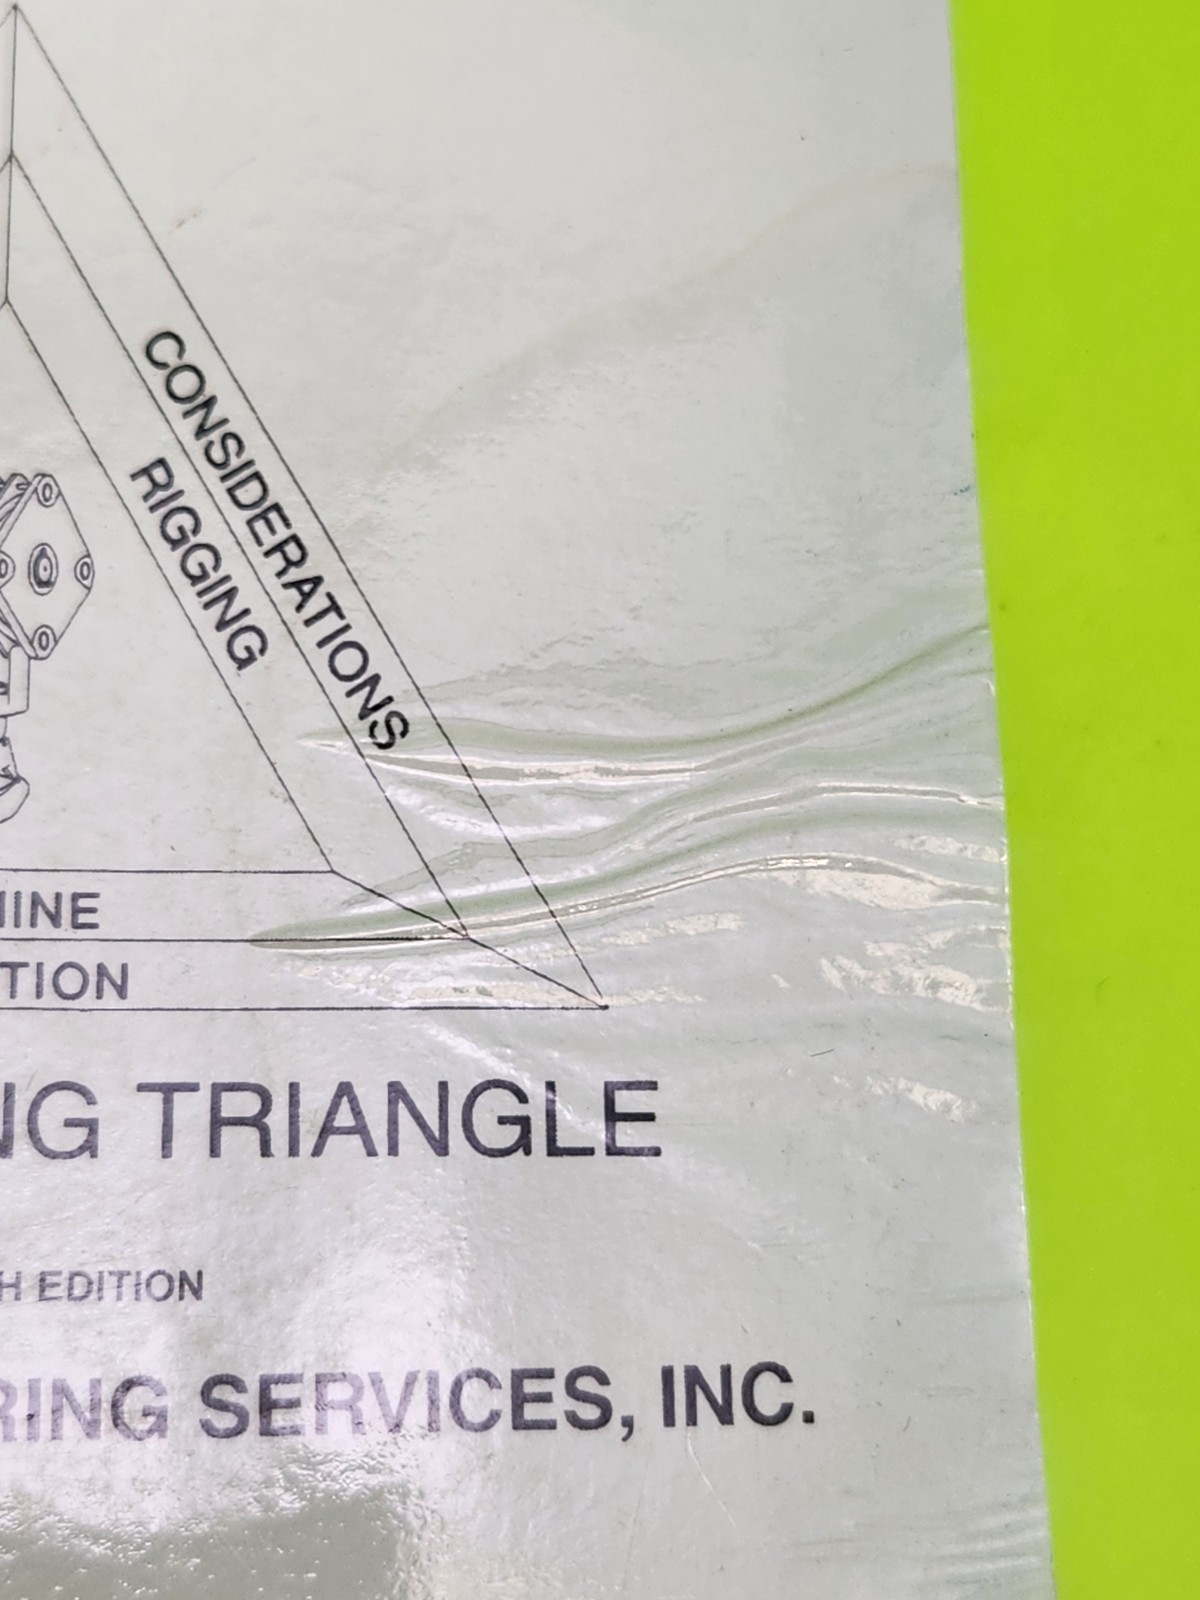 CONSIDERATIONS
RIGGING
HINE
TION
NG TRIANGLE
H EDITION
RING SERVICES, INC.